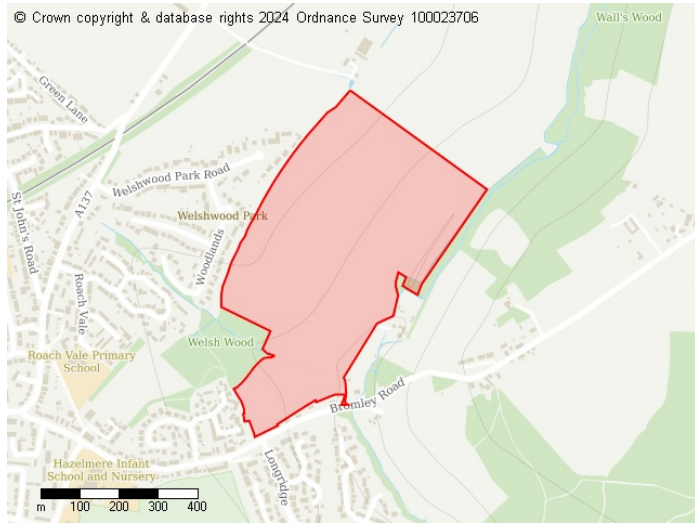 © Crown copyright & database rights 2024 Ordnance Survey 100023706
Wall's Wood
Green Lane
Welshwood Park Road
A137
St John's Road
Welshwood Park
Woodlands
Roach Vale
Welsh Wood
Roach Vale Primary
School
Bromley Road
Hazelmere Infant
School and Nursery
Longridge
m 100 200 300 400